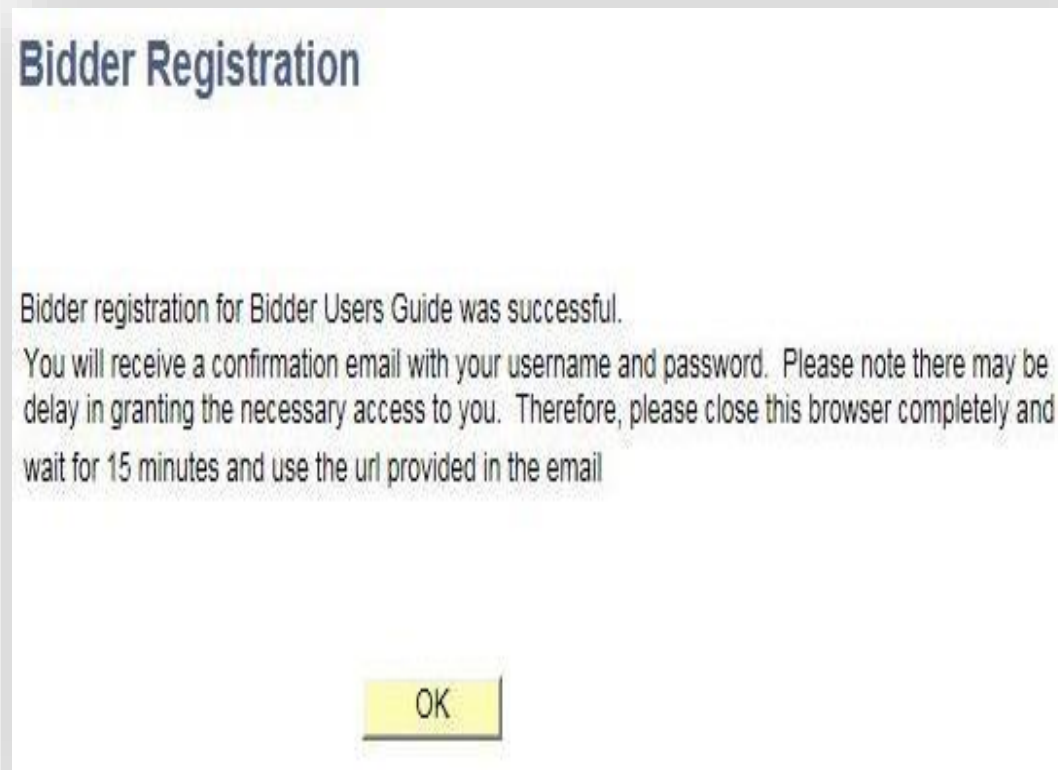 Bidder Registration
Bidder registration for Bidder Users Guide was successful.
You will receive a confirmation email with your username and password.  Please note there may be
delay in granting the necessary access to you.  Therefore, please close this browser completely and
wait for 15 minutes and use the url provided in the email
OK